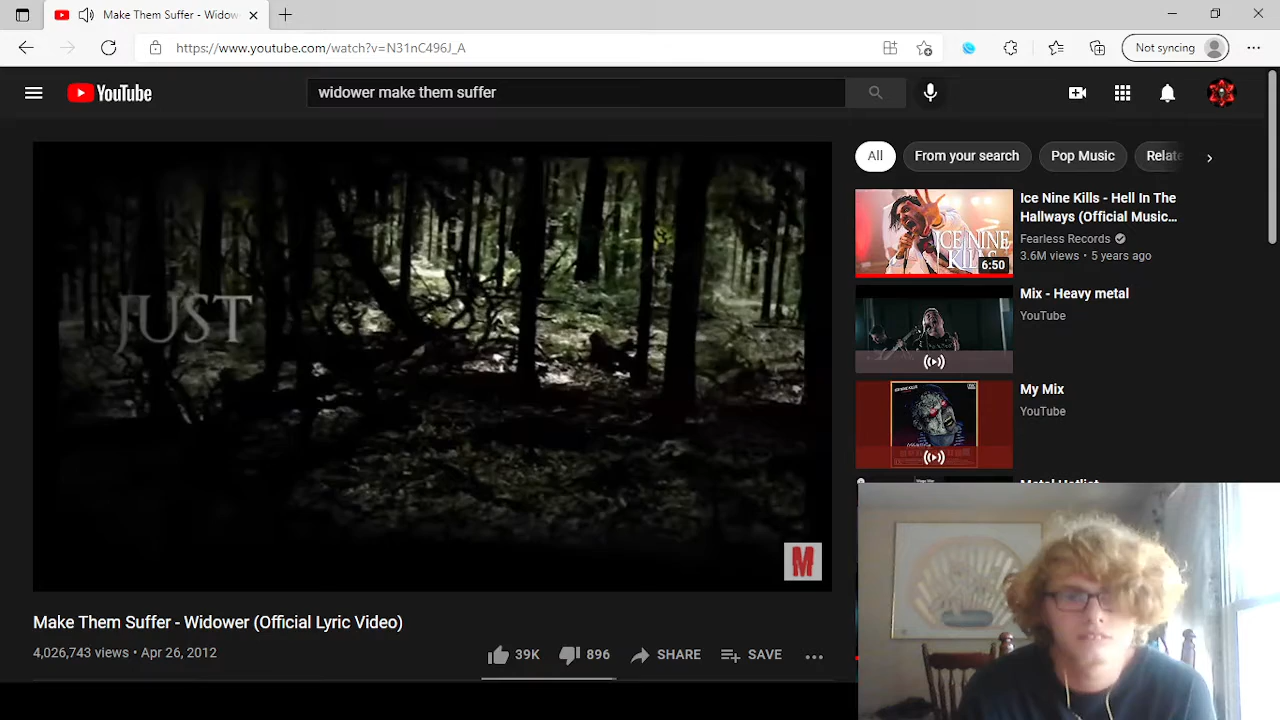 Make Them Suffer - Widow
https://www.youtube.com/watch?v=N31nC496J_A
Not syncing
YouTube
widower make them suffer
All
From your search
Pop Music
Relate
JUST
M
ICE NINE
KILLS
6:50
Ice Nine Kills - Hell In The
Hallways (Official Music...
Fearless Records
3.6M views • 5 years ago
Mix - Heavy metal
YouTube
My Mix
YouTube
Make Them Suffer - Widower (Official Lyric Video)
4,026,743 views • Apr 26, 2012
39K
896
SHARE
SAVE